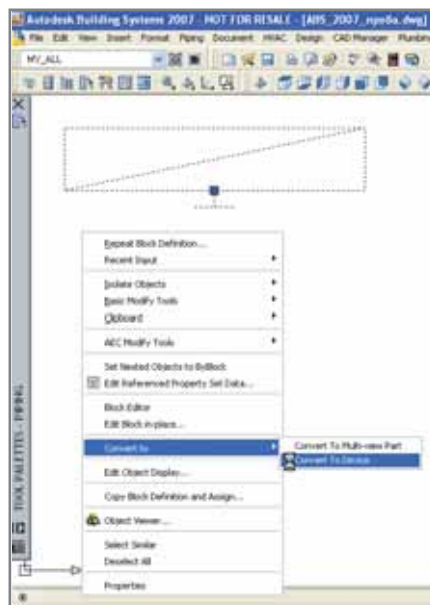 Autodesk Building Systems 2007 - NOT FOR RESALE - [ABS_2007_проба.dwg]
File Edit View Insert Format Piping Document HVAC Design CAD Manager Plumbing
MY_ALL
Repeat Block Definition...
Recent Input
Isolate Objects
Basic Modify Tools
Clipboard
AEC Modify Tools
Set Nested Objects to ByBlock
Edit Referenced Property Set Data...
Block Editor
Edit Block in-place...
Convert to
Convert To Multi-view Part
Convert To Device
Edit Object Display...
Copy Block Definition and Assign...
Object Viewer...
Select Similar
Deselect All
Properties
TOOL PALETTES - PIPING